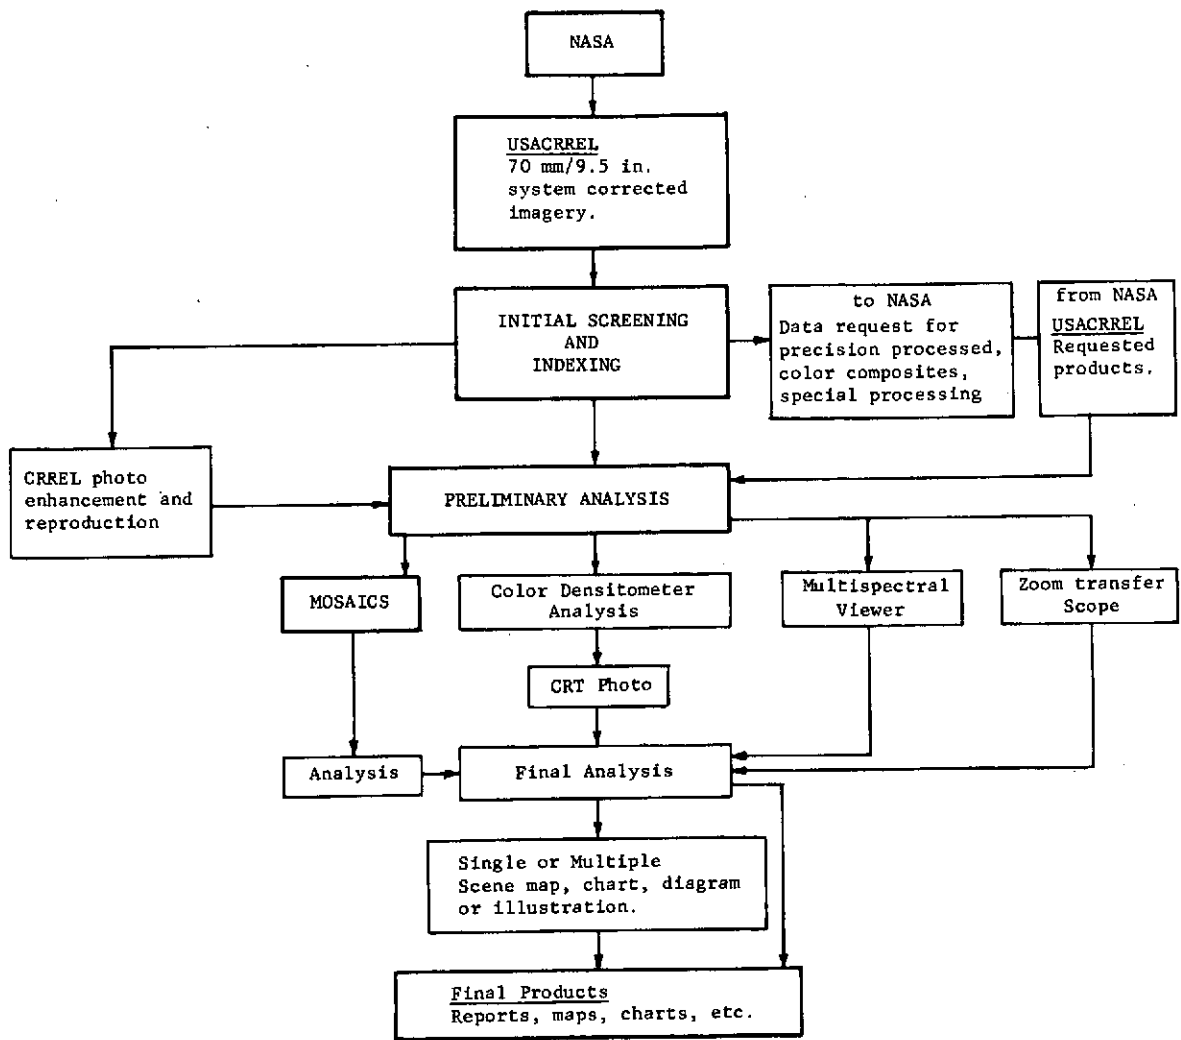 NASA
USACRREL
70 mm/9.5 in.
system corrected
imagery.
INITIAL SCREENING
AND
INDEXING
to NASA
Data request for
precision processed,
color composites,
special processing
from NASA
USACRREL
Requested
products.
CRREL photo
enhancement and
reproduction
PRELIMINARY ANALYSIS
MOSAICS
Color Densitometer
Analysis
Multispectral
Viewer
Zoom transfer
Scope
CRT Photo
Analysis
Final Analysis
Single or Multiple
Scene map, chart, diagram
or illustration.
Final Products
Reports, maps, charts, etc.